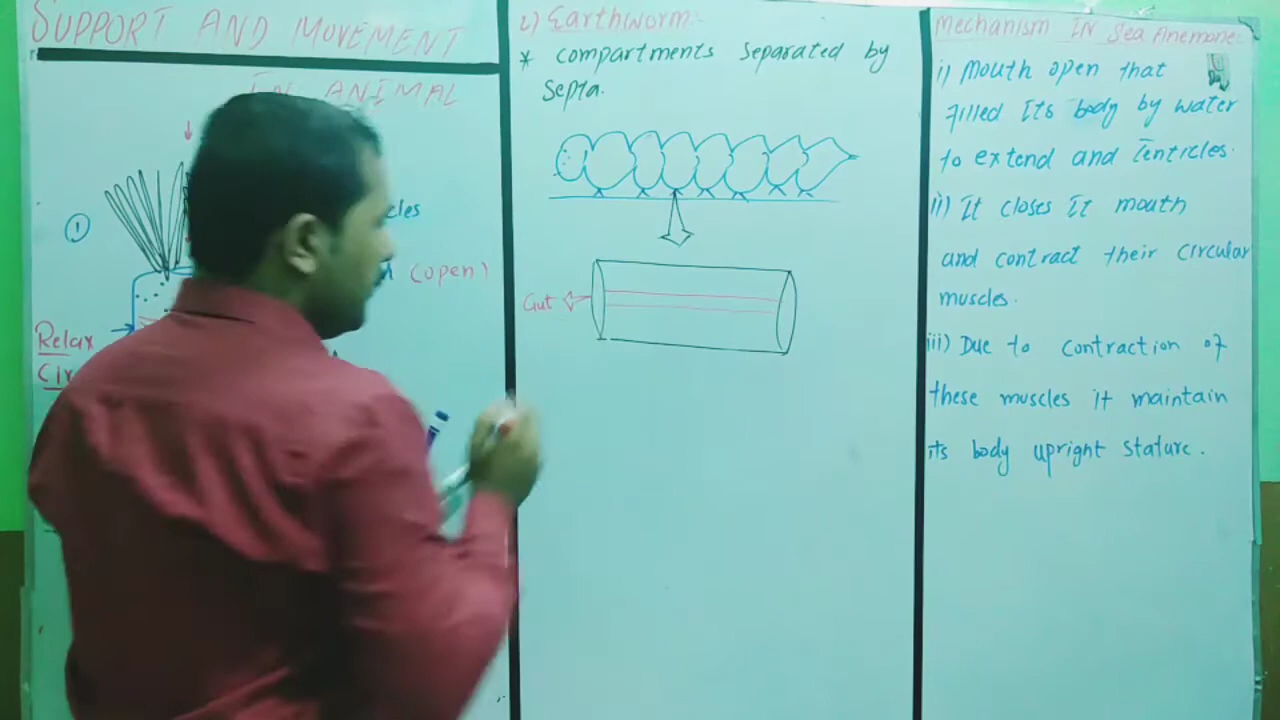 SUPPORT AND MOVEMENT
IN ANIMAL
①
cles
(open)
Relax
Cir
2) Earthworm:
* compartments separated by
Septa.
Gut
Mechanism IN Sea Anemone:
i) Mouth open that
filled Its body by water
to extend and Tenticles.
ii) It closes It mouth
and contract their circular
muscles.
iii) Due to contraction of
these muscles it maintain
its body upright stature.